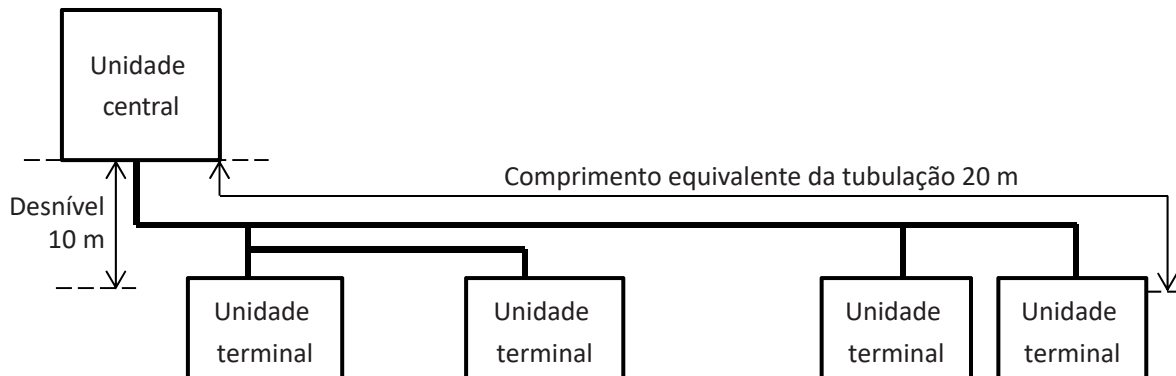 Unidade
central
Comprimento equivalente da tubulação 20 m
Desnível
10 m
Unidade
terminal
Unidade
terminal
Unidade
terminal
Unidade
terminal